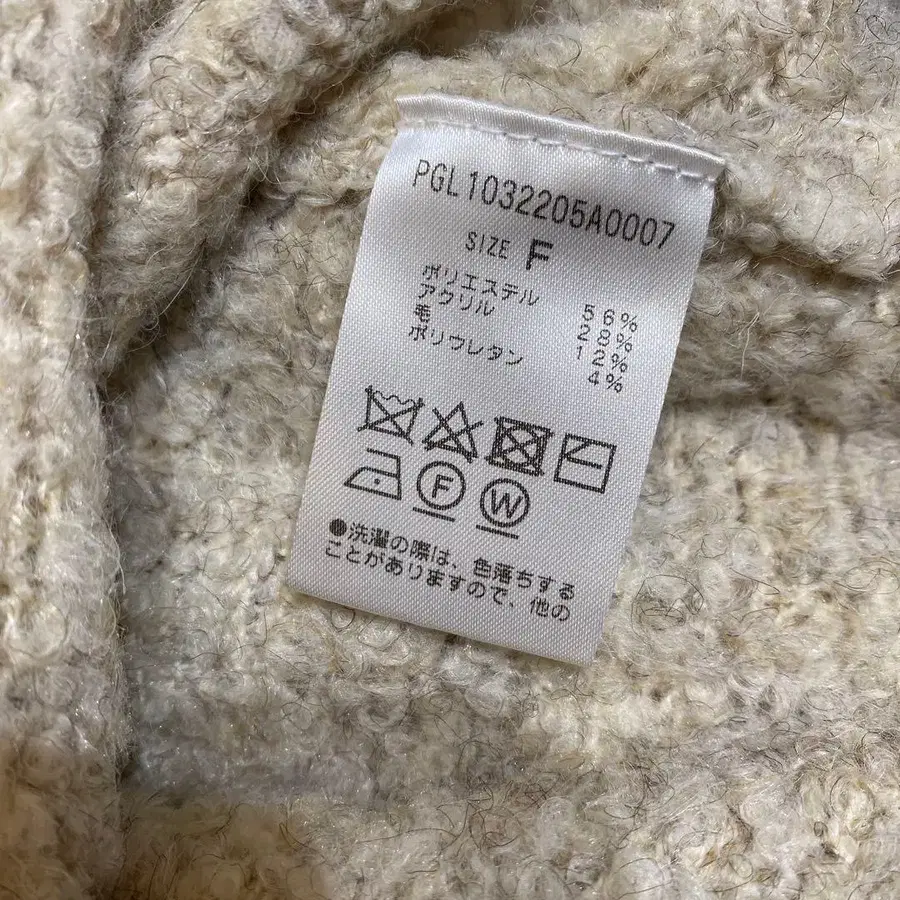 PGL1032205A0007
SIZE F
ポリエステル 56%
アクリル 28%
毛 12%
ポリウレタン 4%
F W
●洗濯の際は、色落ちする
ことがありますので、他の